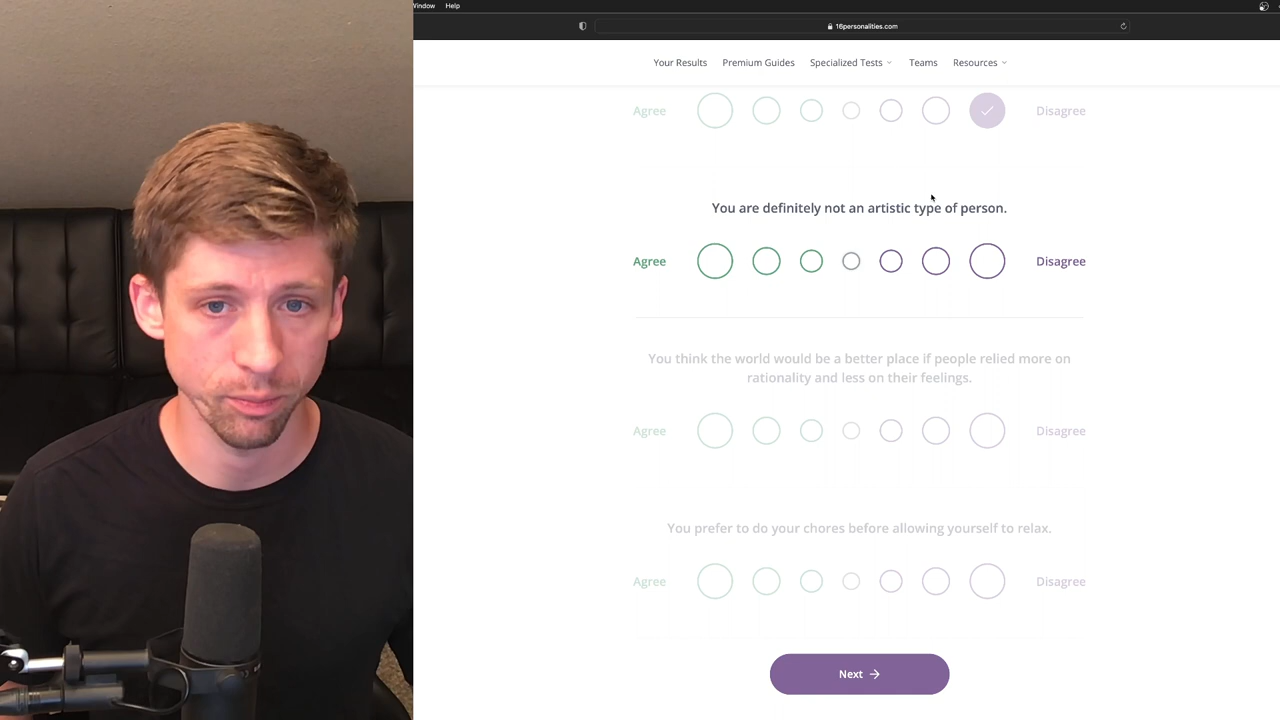 Window Help
16personalities.com
Your Results Premium Guides Specialized Tests Teams Resources
Agree Disagree
You are definitely not an artistic type of person.
Agree Disagree
You think the world would be a better place if people relied more on
rationality and less on their feelings.
Agree Disagree
You prefer to do your chores before allowing yourself to relax.
Agree Disagree
Next